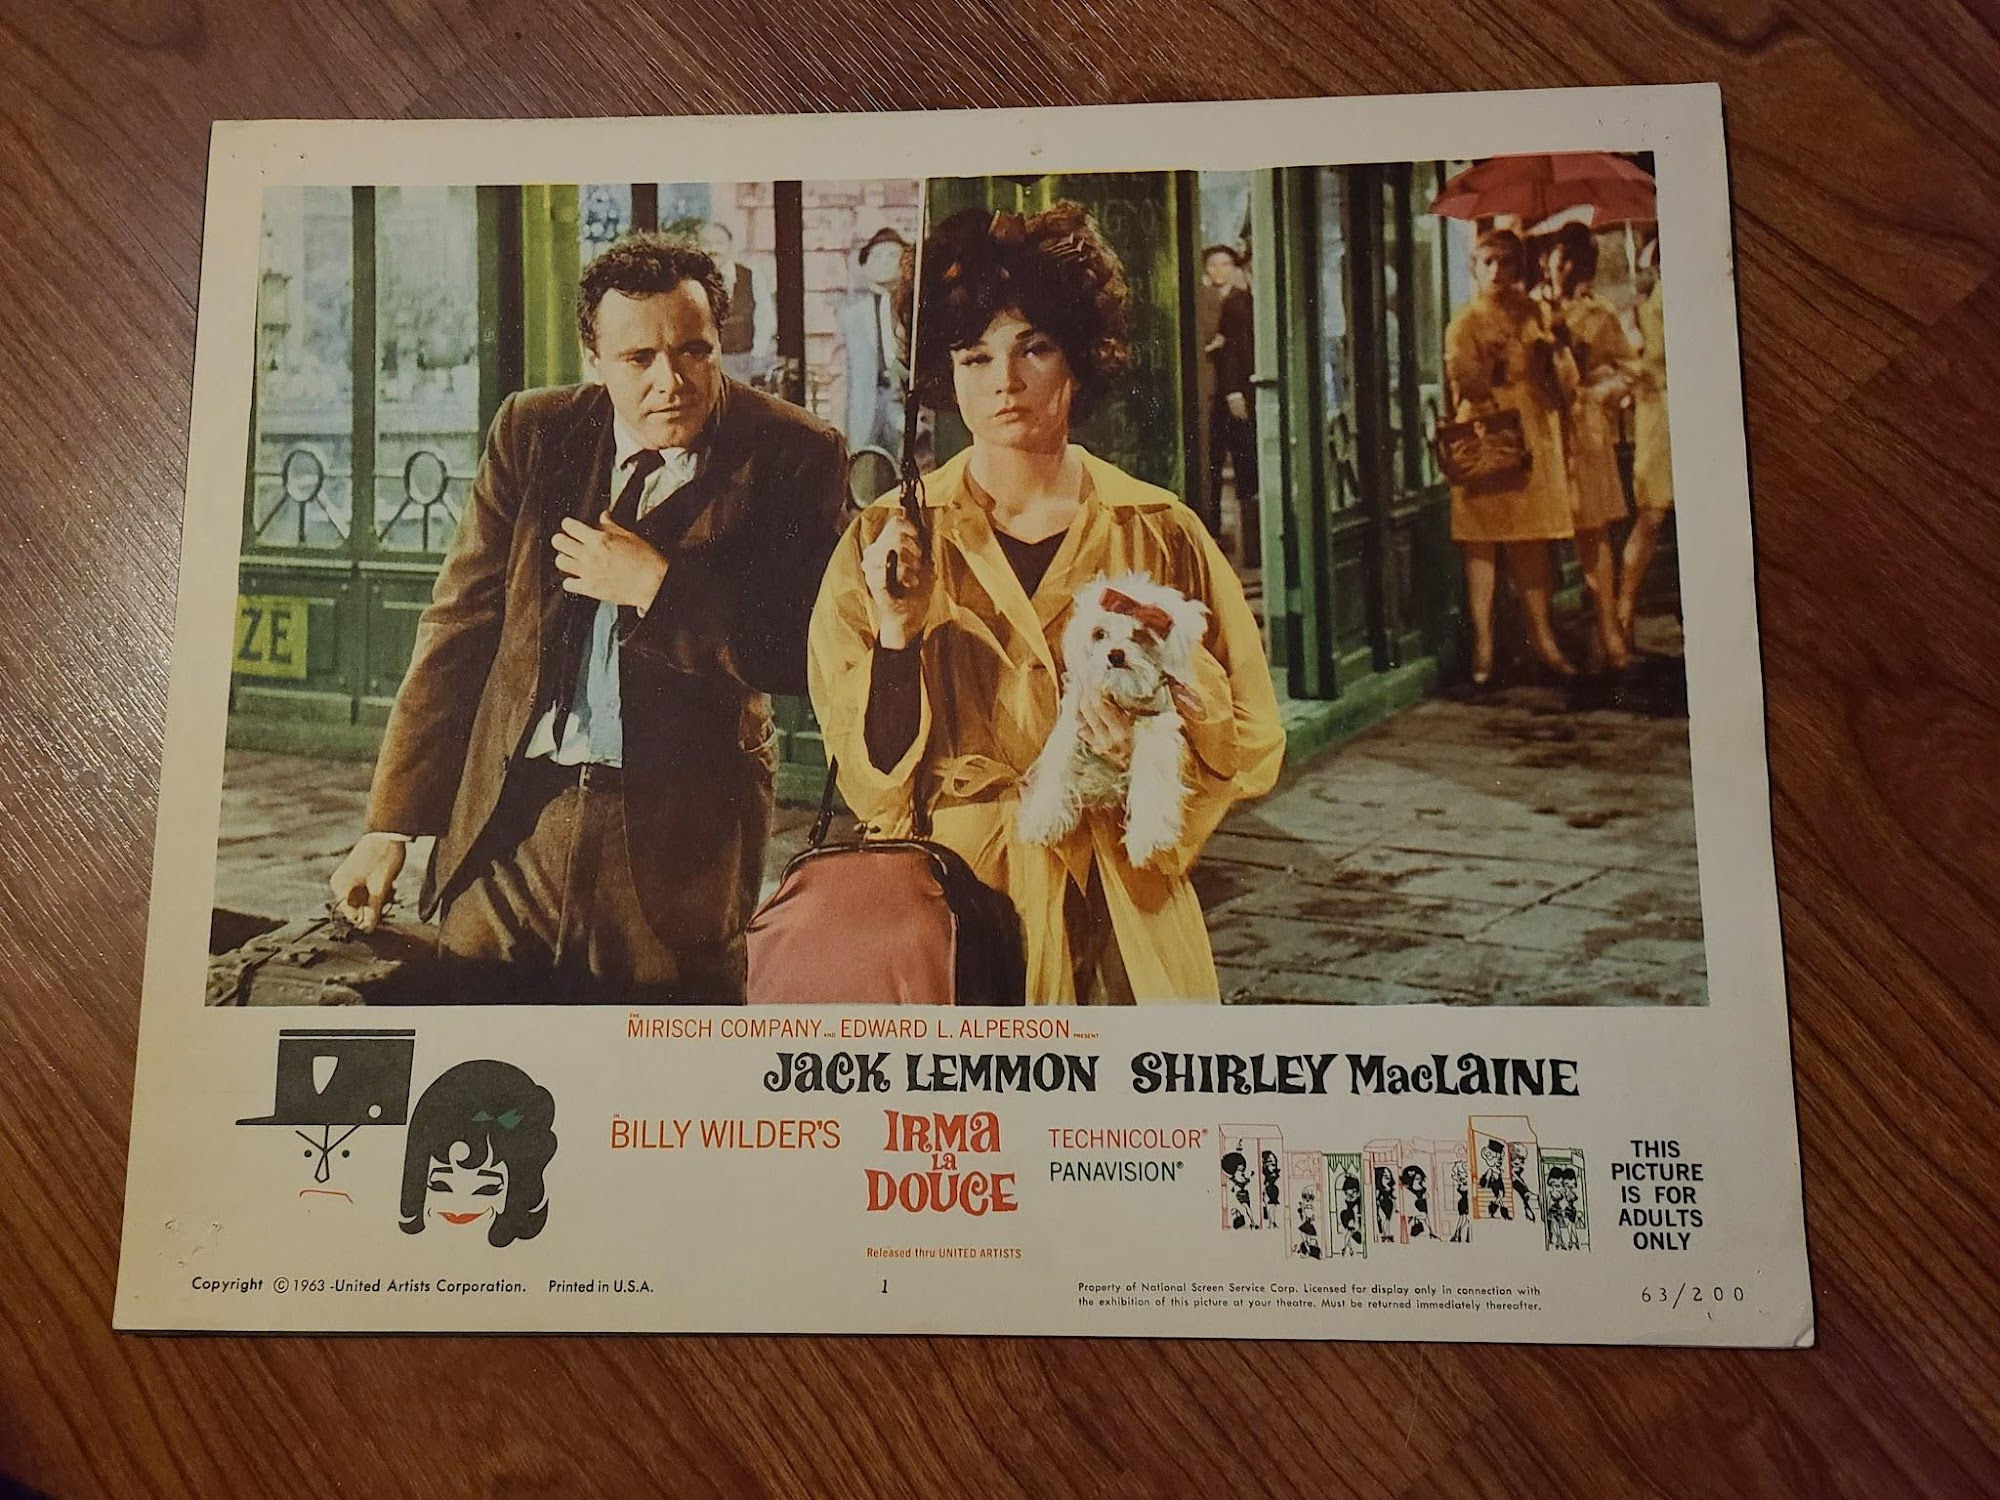 ZE
THE
MIRISCH COMPANY AND EDWARD L. ALPERSON PRESENT
JACK LEMMON SHIRLEY MacLAINE
IN
BILLY WILDER'S
IRMA
LA
DOUCE
TECHNICOLOR®
PANAVISION®
THIS
PICTURE
IS FOR
ADULTS
ONLY
Released thru UNITED ARTISTS
Copyright © 1963 - United Artists Corporation. Printed in U.S.A.
1
Property of National Screen Service Corp. Licensed for display only in connection with
the exhibition of this picture at your theatre. Must be returned immediately thereafter.
63/200